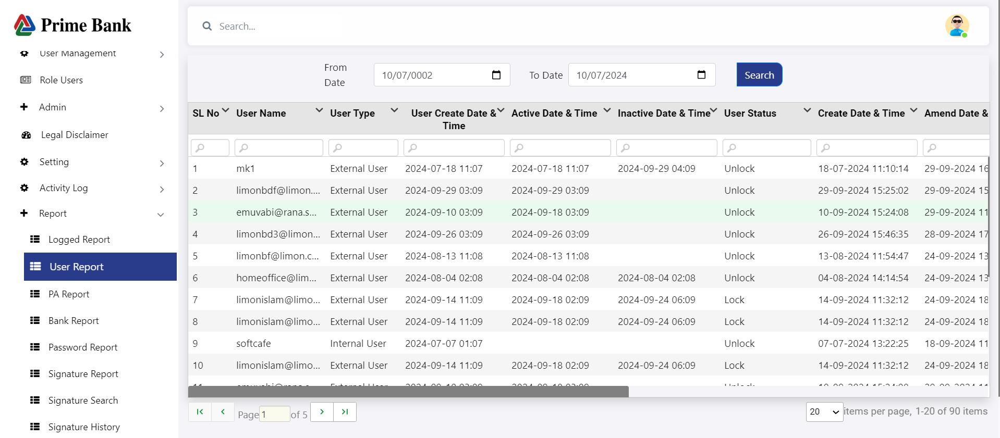 Prime Bank
User Management
Role Users
Admin
Legal Disclaimer
Setting
Activity Log
Report
Logged Report
User Report
PA Report
Bank Report
Password Report
Signature Report
Signature Search
Signature History
Search...
From Date 10/07/0002 To Date 10/07/2024 Search
SL No User Name User Type User Create Date & Time Active Date & Time Inactive Date & Time User Status Create Date & Time Amend Date &
1 mk1 External User 2024-07-18 11:07 2024-07-18 11:07 2024-09-29 04:09 Unlock 18-07-2024 11:10:14 29-09-2024 16
2 limonbdf@limon.... External User 2024-09-29 03:09 2024-09-29 03:09 Unlock 29-09-2024 15:25:02 29-09-2024 15
3 emuvabi@rana.s... External User 2024-09-10 03:09 2024-09-18 03:09 Unlock 10-09-2024 15:24:08 29-09-2024 11
4 limonbd3@limon... External User 2024-09-26 03:09 2024-09-26 03:09 Unlock 26-09-2024 15:46:35 28-09-2024 17
5 limonbf@limon.c... External User 2024-08-13 11:08 2024-08-13 11:08 Unlock 13-08-2024 11:54:47 24-09-2024 13
6 homeoffice@lim... External User 2024-08-04 02:08 2024-08-04 02:08 2024-08-04 02:08 Unlock 04-08-2024 14:14:54 24-09-2024 13
7 limonislam@limo... External User 2024-09-14 11:09 2024-09-18 02:09 2024-09-24 06:09 Lock 14-09-2024 11:32:12 24-09-2024 18
8 limonislam@limo... External User 2024-09-14 11:09 2024-09-18 02:09 2024-09-24 06:09 Lock 14-09-2024 11:32:12 24-09-2024 18
9 softcafe Internal User 2024-07-07 01:07 Unlock 07-07-2024 13:22:25 18-09-2024 11
10 limonislam@limo... External User 2024-09-14 11:09 2024-09-18 02:09 2024-09-24 06:09 Lock 14-09-2024 11:32:12 24-09-2024 18
Page 1 of 5 20 items per page, 1-20 of 90 items